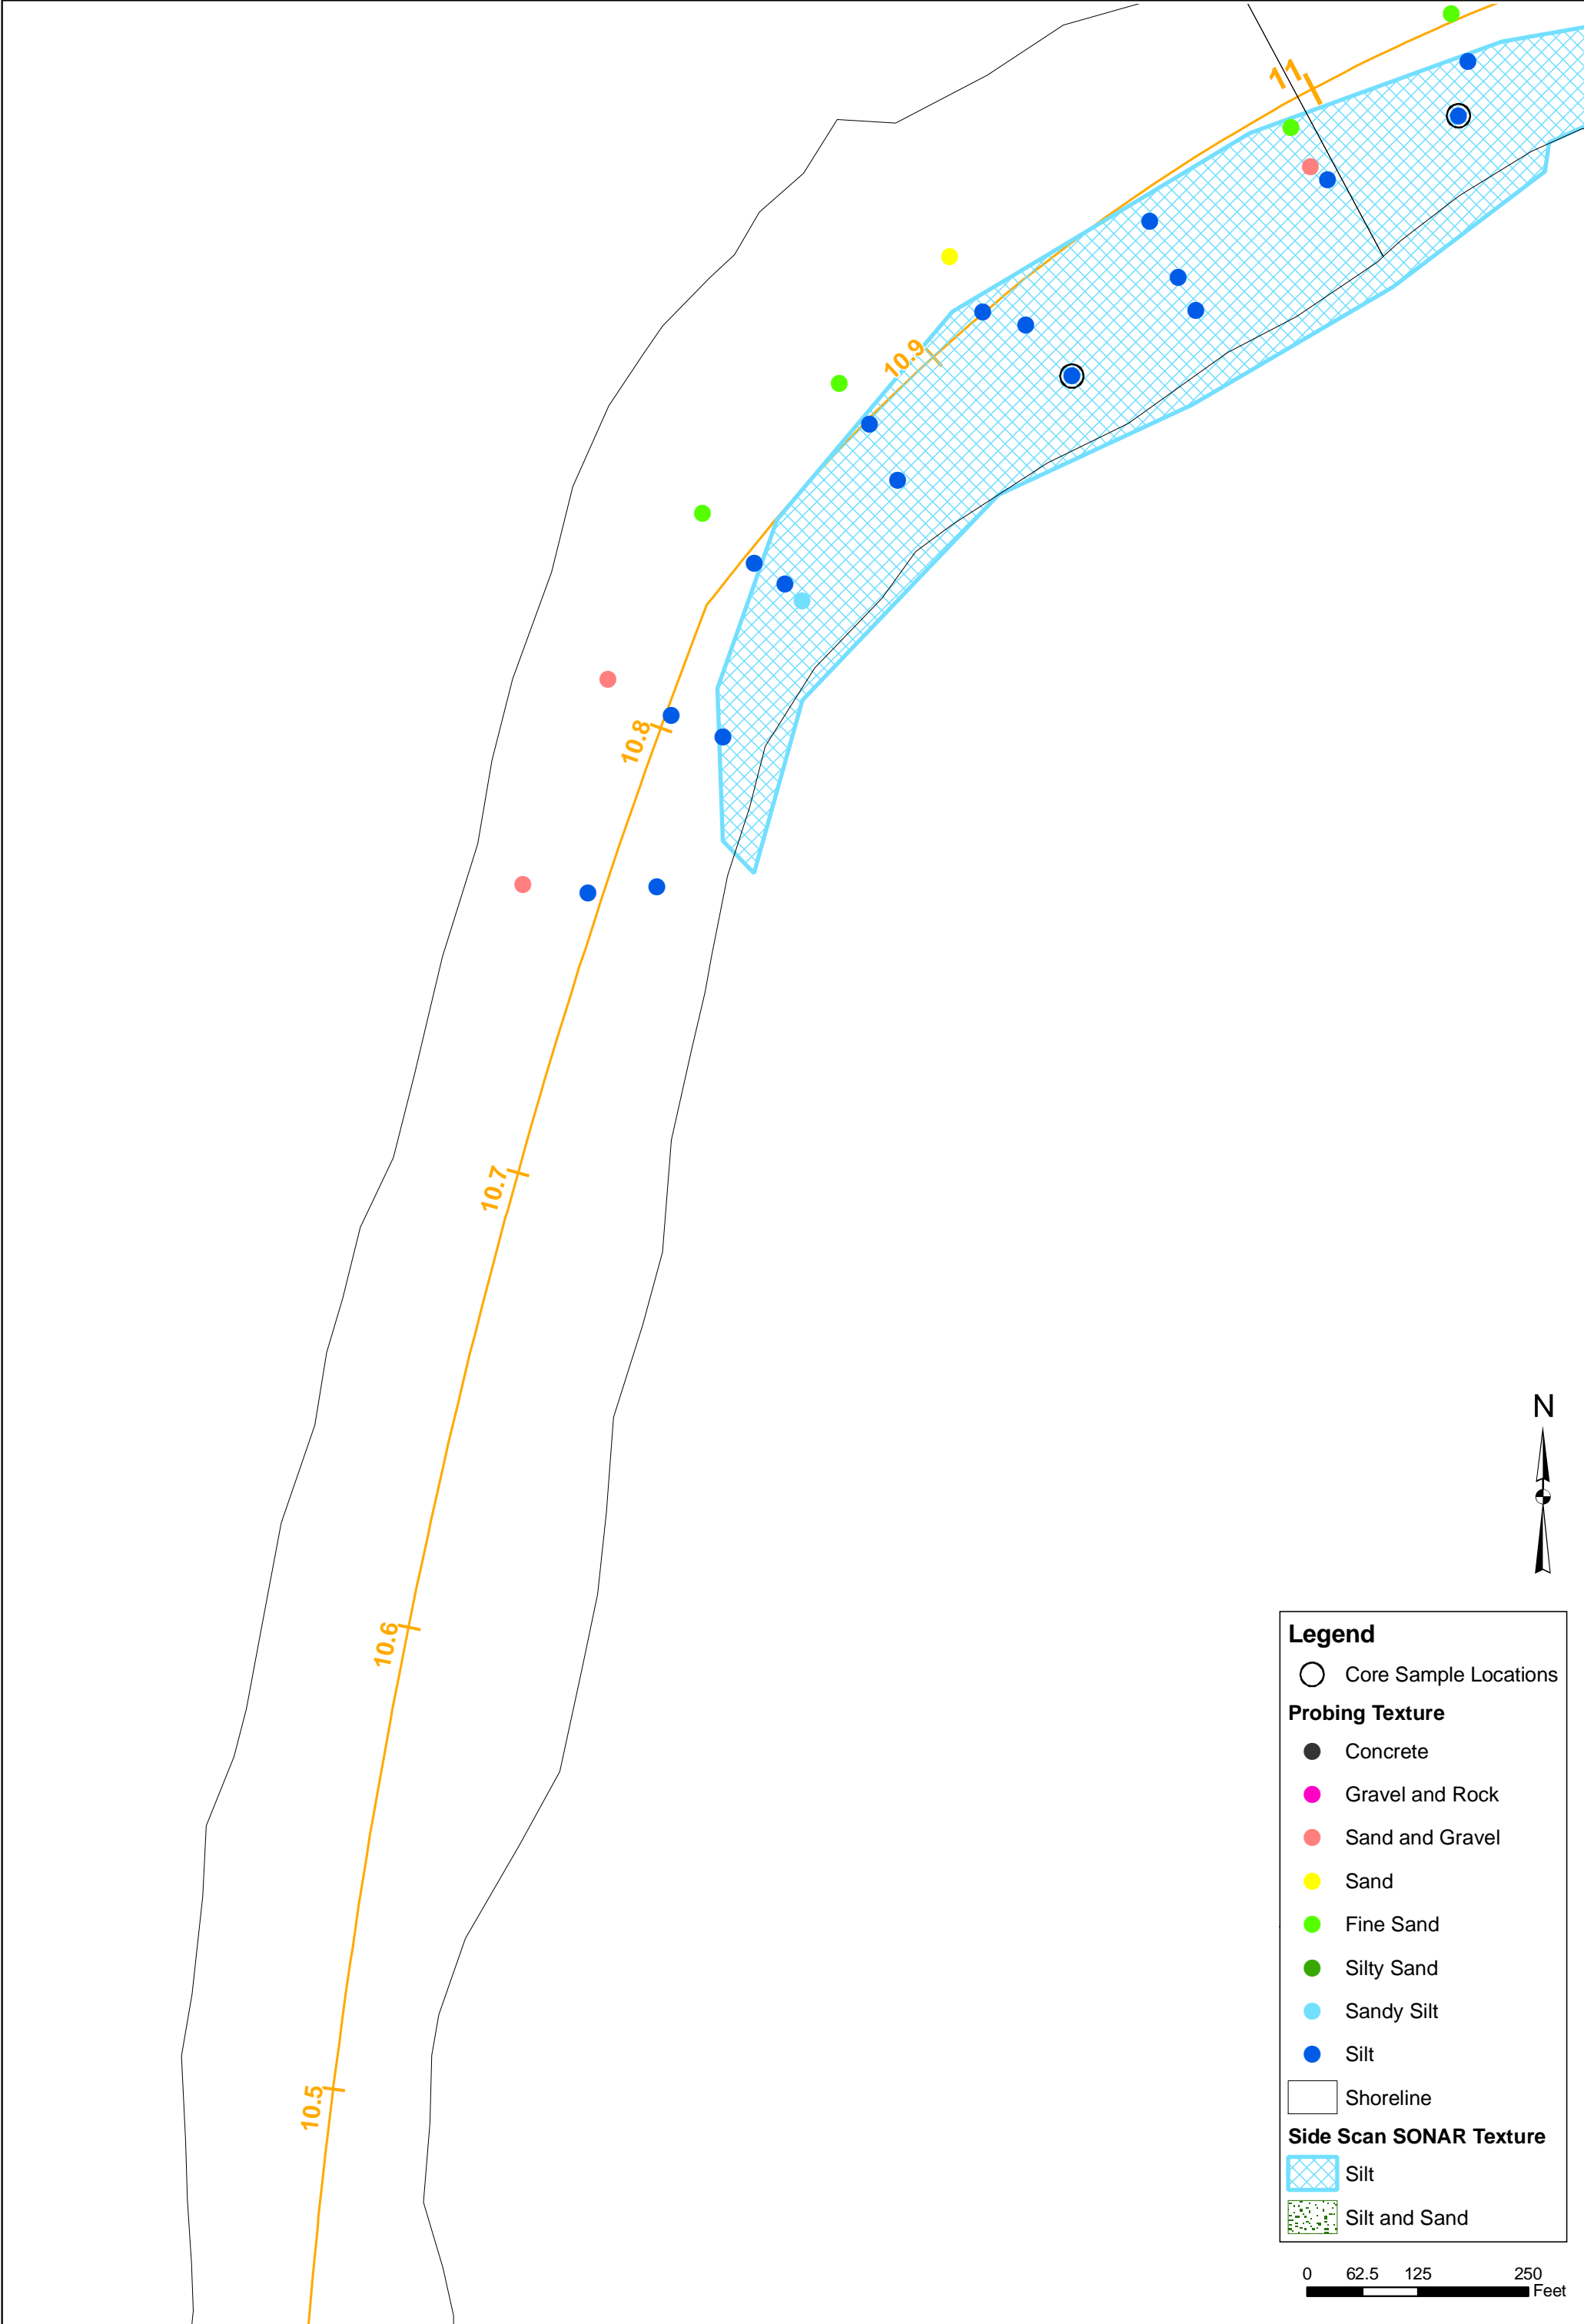 11
10.9
10.8
10.7
10.6
10.5
N
Legend
Core Sample Locations
Probing Texture
Concrete
Gravel and Rock
Sand and Gravel
Sand
Fine Sand
Silty Sand
Sandy Silt
Silt
Shoreline
Side Scan SONAR Texture
Silt
Silt and Sand
0 62.5 125 250
Feet